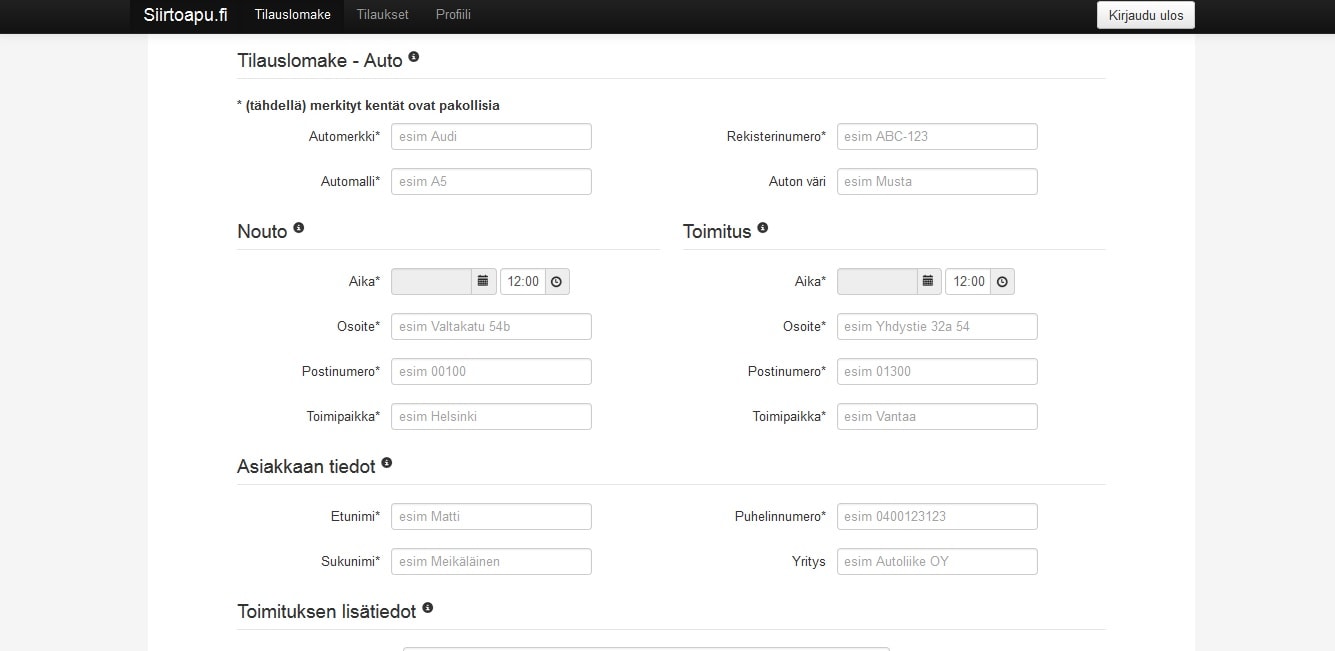 Siirtoapu.fi Tilauslomake Tilaukset Profiili Kirjaudu ulos
Tilauslomake - Auto
* (tähdellä) merkityt kentät ovat pakollisia
Automerkki* esim Audi Rekisterinumero* esim ABC-123
Automalli* esim A5 Auton väri esim Musta
Nouto Toimitus
Aika* 12:00 Aika* 12:00
Osoite* esim Valtakatu 54b Osoite* esim Yhdystie 32a 54
Postinumero* esim 00100 Postinumero* esim 01300
Toimipaikka* esim Helsinki Toimipaikka* esim Vantaa
Asiakkaan tiedot
Etunimi* esim Matti Puhelinnumero* esim 0400123123
Sukunimi* esim Meikäläinen Yritys esim Autoliike OY
Toimituksen lisätiedot